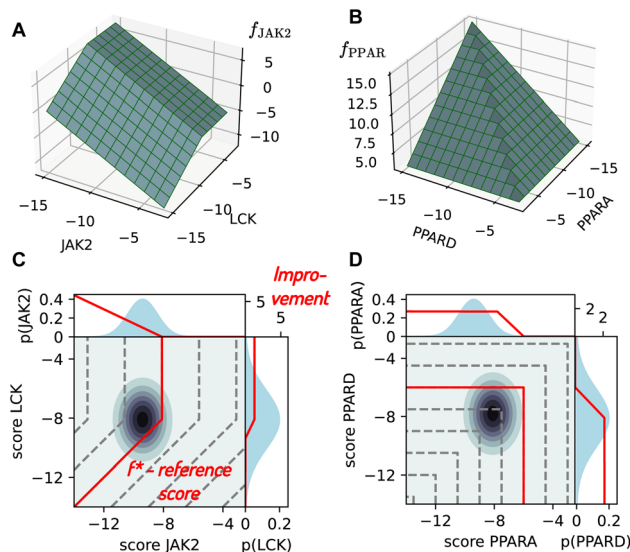 A
f_JAK2
5
0
−5
−10
−15
−10
−5
JAK2
−15
−10
−5
LCK
B
f_PPAR
15.0
12.5
10.0
7.5
5.0
−15
−10
−5
PPARD
−15
−10
−5
PPARA
C
p(JAK2)
0.4
0.2
0
5
5
Impro-
vement
score LCK
−4
−8
−12
f* - reference
score
−12
−8
−4
0
0.2
score JAK2
p(LCK)
D
p(PPARA)
0.4
0.2
0
2
2
score PPARD
−4
−8
−12
−12
−8
−4
0
0.2
score PPARA
p(PPARD)